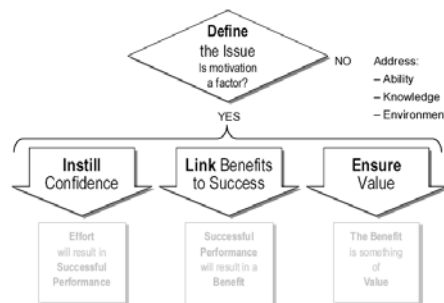 Define
the Issue
Is motivation
a factor?
NO
Address:
– Ability
– Knowledge
– Environment
YES
Instill
Confidence
Link Benefits
to Success
Ensure
Value
Effort
will result in
Successful
Performance
Successful
Performance
will result in a
Benefit
The Benefit
is something
of
Value